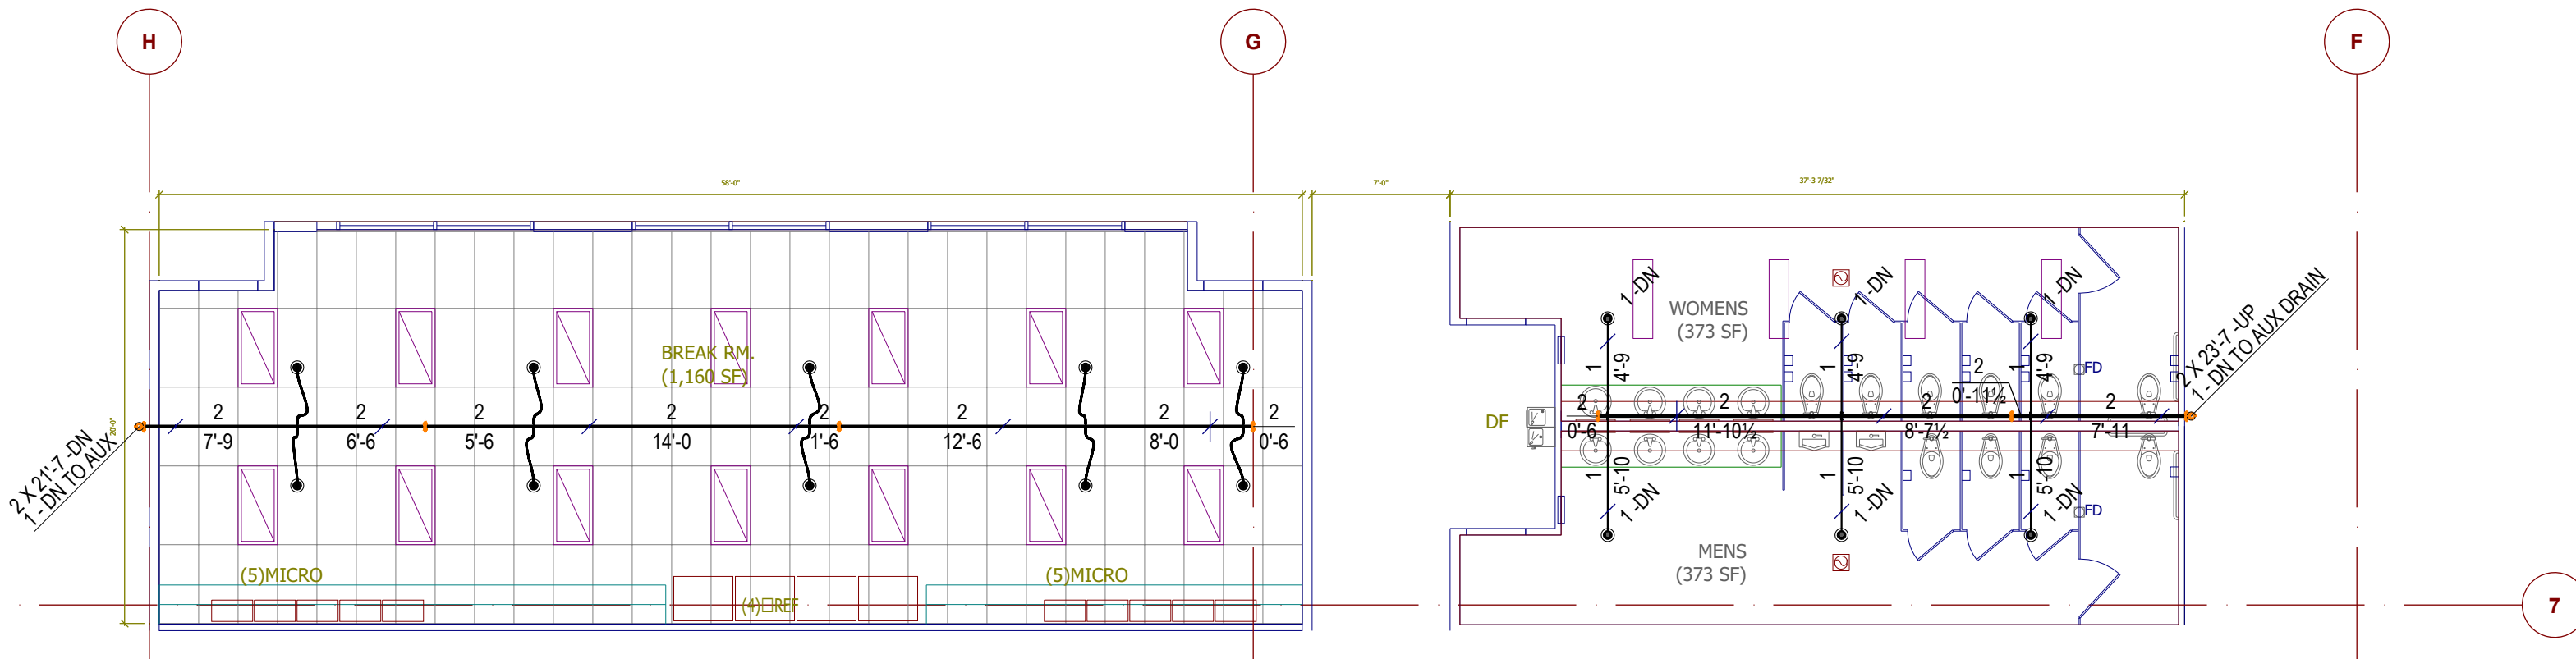 H
G
F
58'-0"
7'-0"
37'-3 7/32"
20'-0"
2 X 21'-7 -DN
1 - DN TO AUX
BREAK RM.
(1,160 SF)
2
7'-9
2
6'-6
2
5'-6
2
14'-0
2
1'-6
2
12'-6
2
8'-0
2
0'-6
(5)MICRO
(4)□REF
(5)MICRO
DF
WOMENS
(373 SF)
1 -DN
1 -DN
1 -DN
1
4'-9
1
4'-9
1
4'-9
FD
2
0'-6
2
11'-10½
2
8'-7½
2
0'-11½
2
7'-11
1
5'-10
1
5'-10
1
5'-10
1 -DN
1 -DN
1 -DN
FD
MENS
(373 SF)
2 X 23'-7 -UP
1 - DN TO AUX DRAIN
7